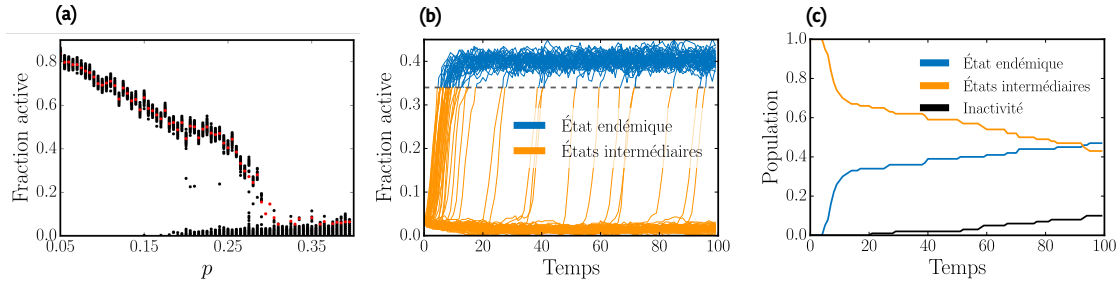 (a)
Fraction active
0.8
0.6
0.4
0.2
0.0
0.05
0.15
0.25
0.35
p
(b)
Fraction active
0.4
0.3
0.2
0.1
0.0
État endémique
États intermédiaires
0
20
40
60
80
100
Temps
(c)
Population
1.0
0.8
0.6
0.4
0.2
0.0
État endémique
États intermédiaires
Inactivité
0
20
40
60
80
100
Temps